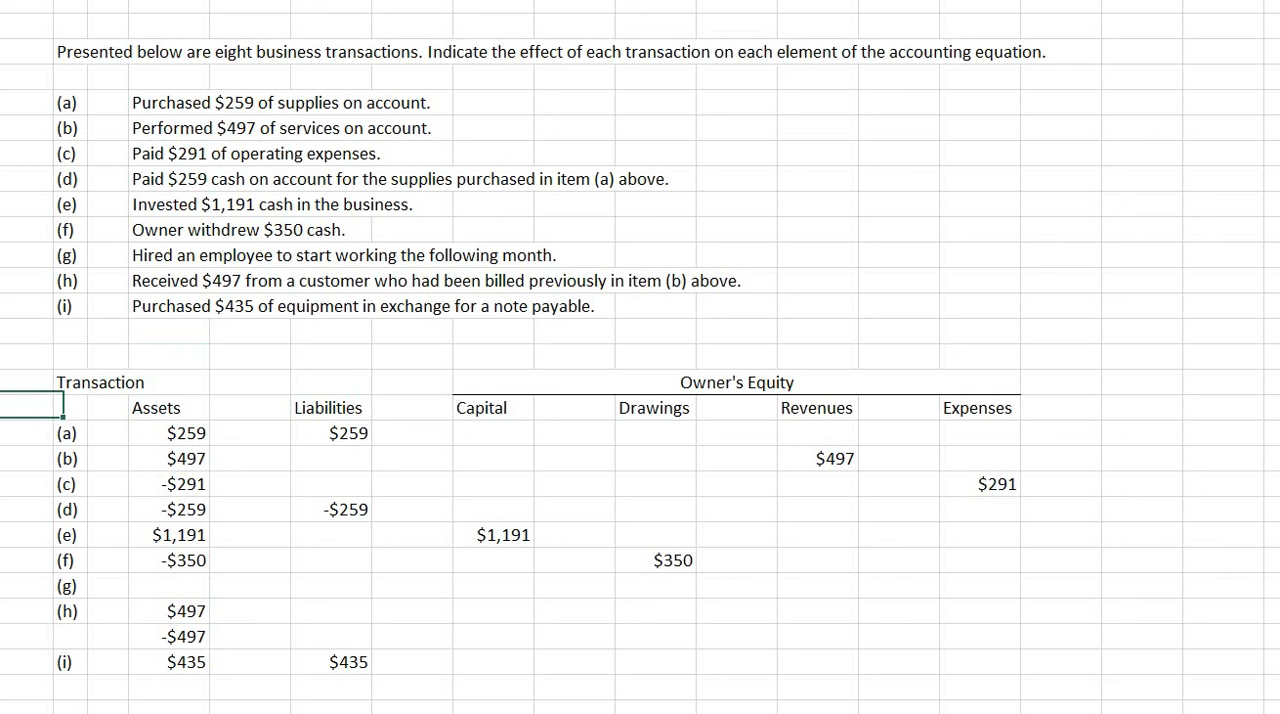 Presented below are eight business transactions. Indicate the effect of each transaction on each element of the accounting equation.
(a) Purchased $259 of supplies on account.
(b) Performed $497 of services on account.
(c) Paid $291 of operating expenses.
(d) Paid $259 cash on account for the supplies purchased in item (a) above.
(e) Invested $1,191 cash in the business.
(f) Owner withdrew $350 cash.
(g) Hired an employee to start working the following month.
(h) Received $497 from a customer who had been billed previously in item (b) above.
(i) Purchased $435 of equipment in exchange for a note payable.
Transaction Owner's Equity
Assets Liabilities Capital Drawings Revenues Expenses
(a) $259 $259
(b) $497 $497
(c) -$291 $291
(d) -$259 -$259
(e) $1,191 $1,191
(f) -$350 $350
(g)
(h) $497
-$497
(i) $435 $435